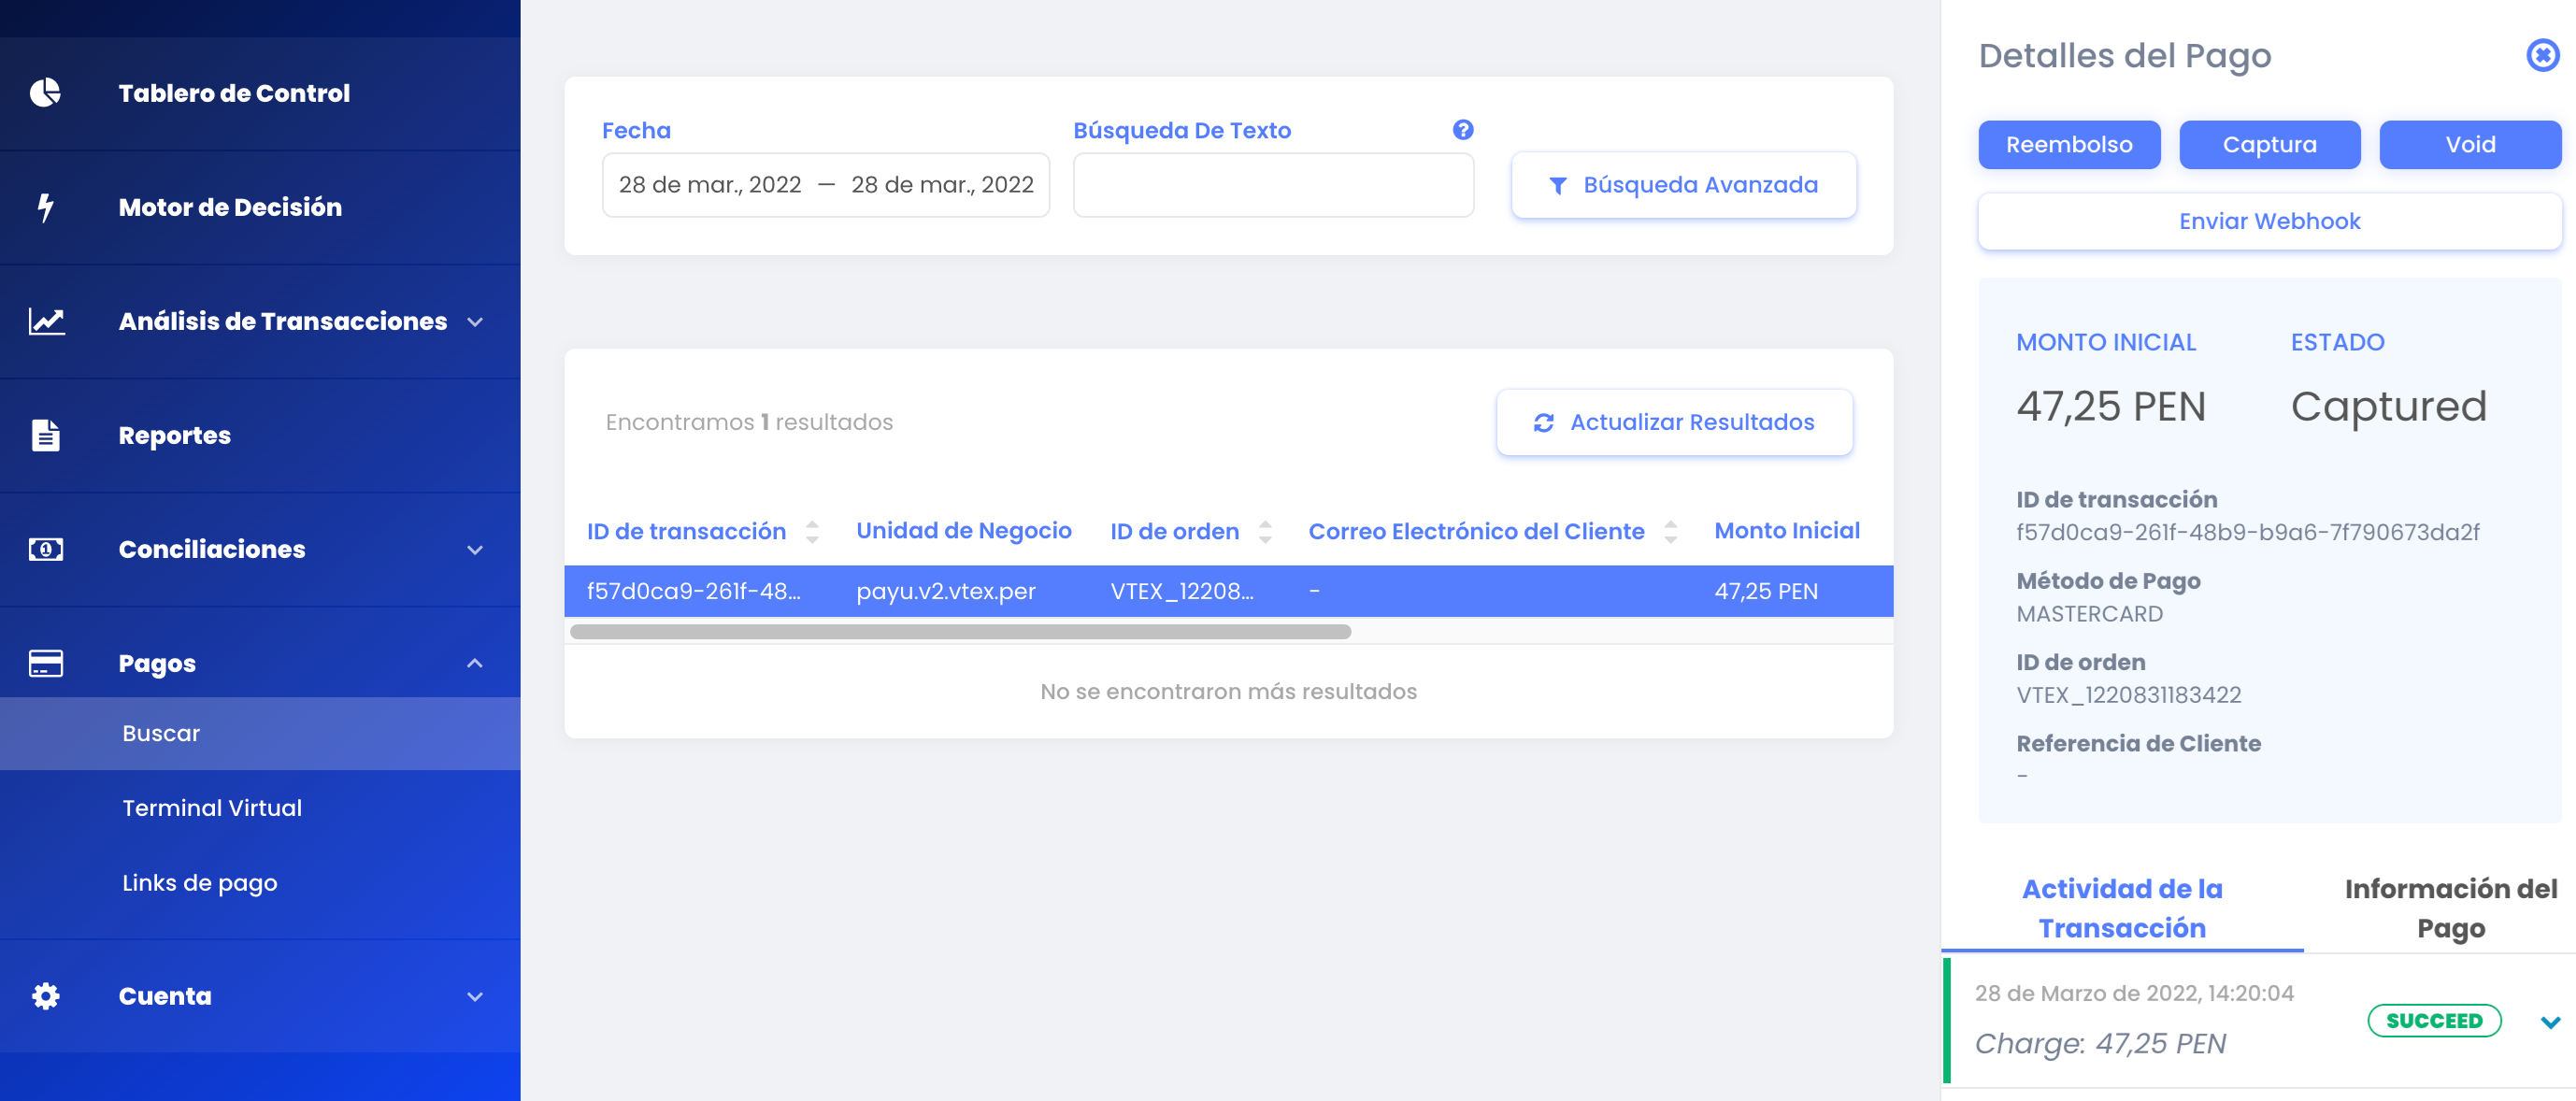 Tablero de Control
Motor de Decisión
Análisis de Transacciones
Reportes
Conciliaciones
Pagos
Buscar
Terminal Virtual
Links de pago
Cuenta
Fecha
28 de mar., 2022 — 28 de mar., 2022
Búsqueda De Texto
Búsqueda Avanzada
Encontramos 1 resultados
Actualizar Resultados
ID de transacción Unidad de Negocio ID de orden Correo Electrónico del Cliente Monto Inicial
f57d0ca9-261f-48... payu.v2.vtex.per VTEX_12208... - 47,25 PEN
No se encontraron más resultados
Detalles del Pago
Reembolso Captura Void
Enviar Webhook
MONTO INICIAL ESTADO
47,25 PEN Captured
ID de transacción
f57d0ca9-261f-48b9-b9a6-7f790673da2f
Método de Pago
MASTERCARD
ID de orden
VTEX_1220831183422
Referencia de Cliente
-
Actividad de la
Transacción
Información del
Pago
28 de Marzo de 2022, 14:20:04
Charge: 47,25 PEN
SUCCEED